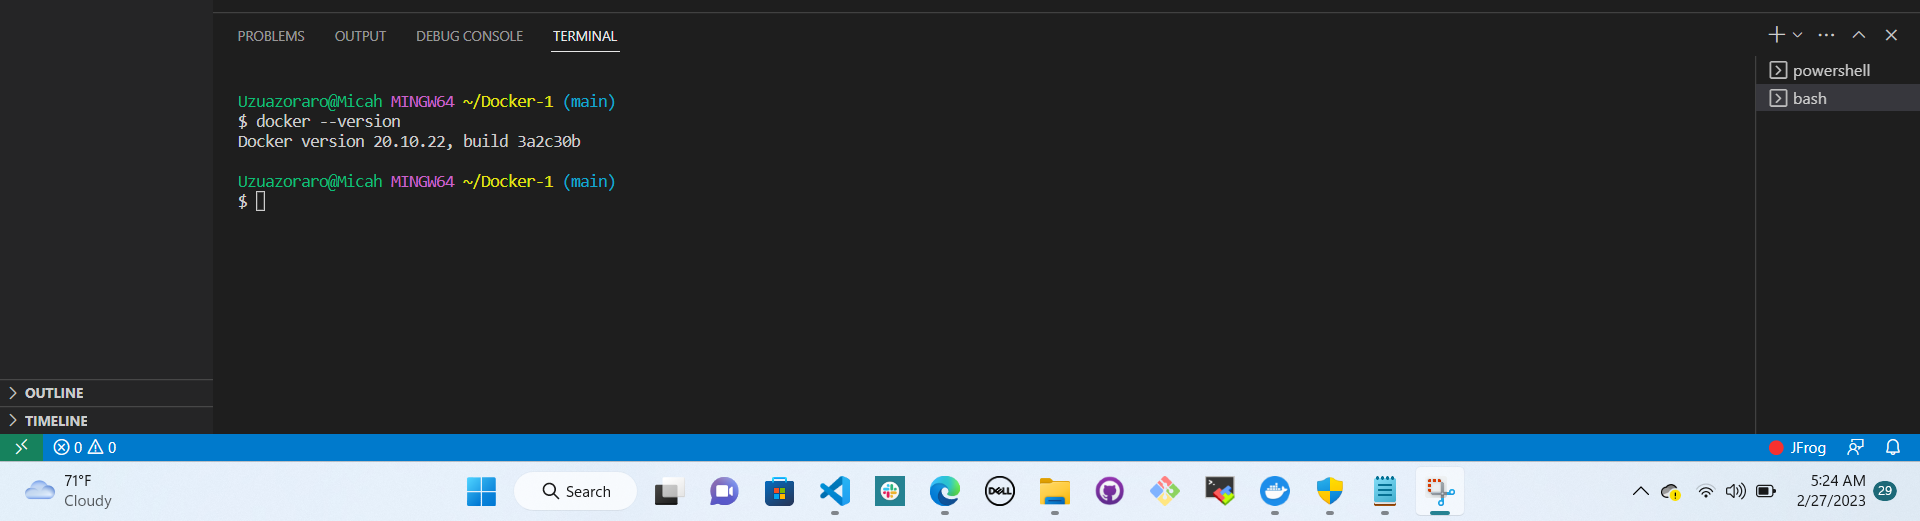 PROBLEMS OUTPUT DEBUG CONSOLE TERMINAL
powershell
bash
Uzuazoraro@Micah MINGW64 ~/Docker-1 (main)
$ docker --version
Docker version 20.10.22, build 3a2c30b
Uzuazoraro@Micah MINGW64 ~/Docker-1 (main)
$
OUTLINE
TIMELINE
0 0
JFrog
71°F
Cloudy
Search
DELL
5:24 AM
2/27/2023
29